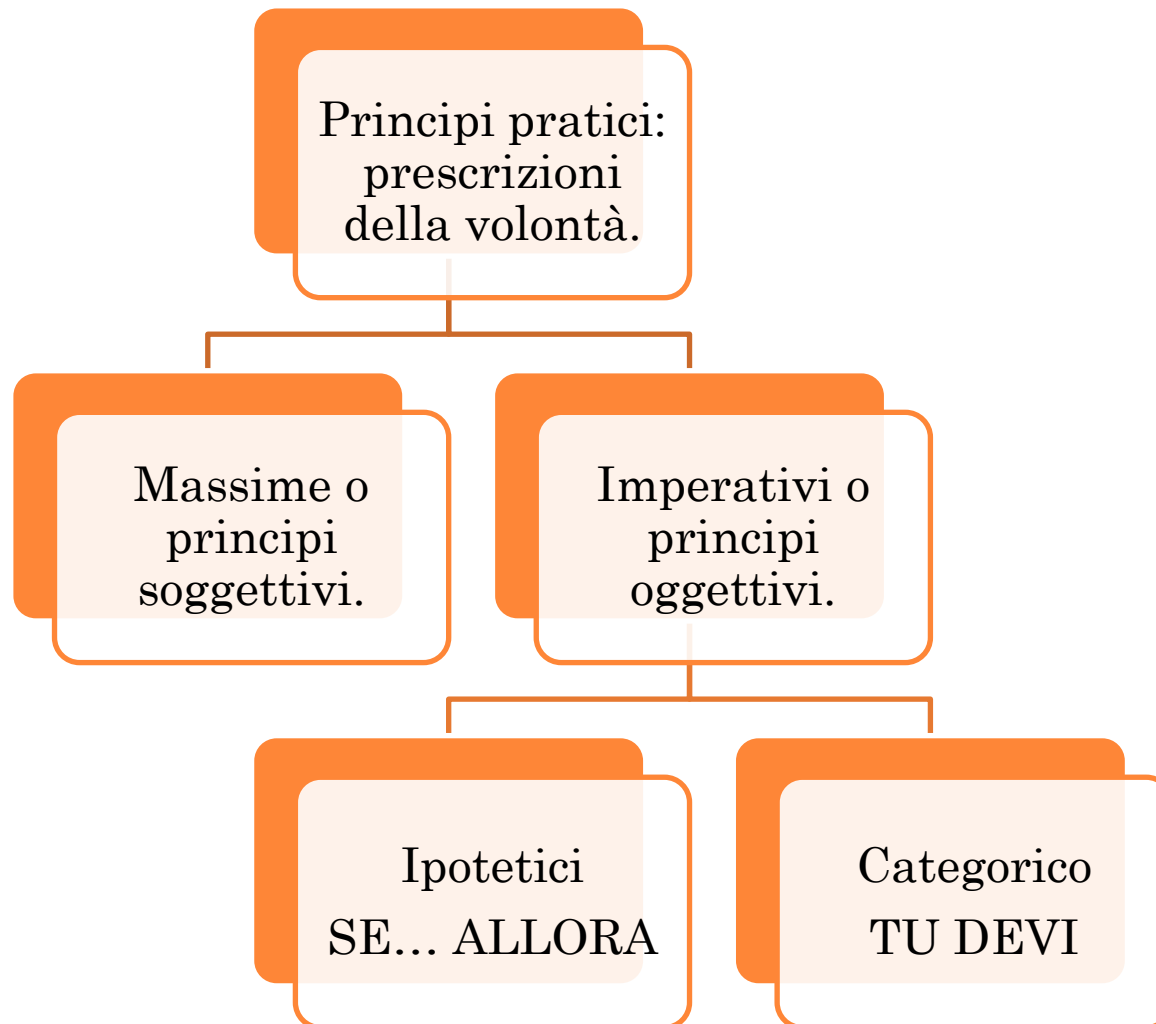 Principi pratici:
prescrizioni
della volontà.
Massime o
principi
soggettivi.
Imperativi o
principi
oggettivi.
Ipotetici
SE… ALLORA
Categorico
TU DEVI